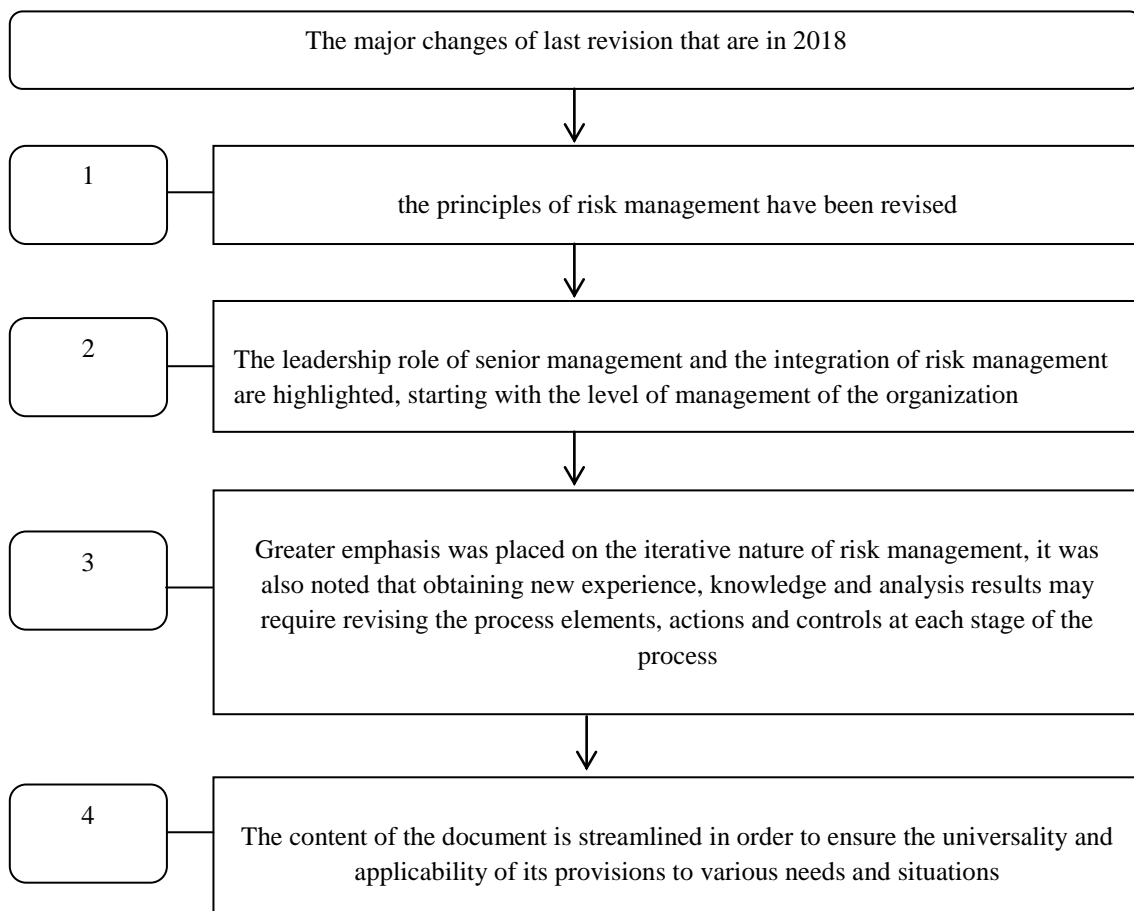 The major changes of last revision that are in 2018
1
the principles of risk management have been revised
2
The leadership role of senior management and the integration of risk management
are highlighted, starting with the level of management of the organization
3
Greater emphasis was placed on the iterative nature of risk management, it was
also noted that obtaining new experience, knowledge and analysis results may
require revising the process elements, actions and controls at each stage of the
process
4
The content of the document is streamlined in order to ensure the universality and
applicability of its provisions to various needs and situations